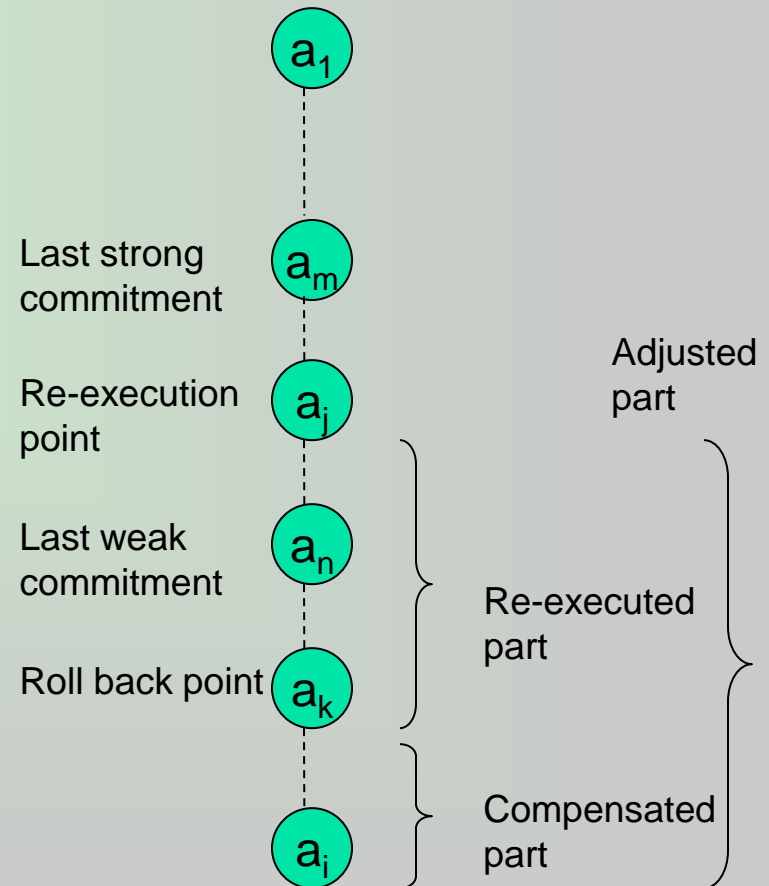 a₁
Last strong
commitment
aₘ
Adjusted
part
Re-execution
point
aⱼ
Last weak
commitment
aₙ
Re-executed
part
Roll back point
aₖ
Compensated
part
aᵢ